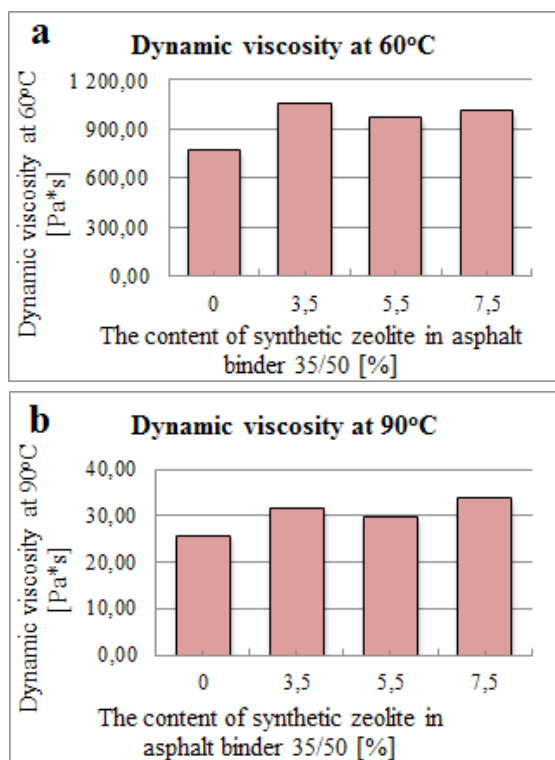 a
Dynamic viscosity at 60°C
Dynamic viscosity at 60°C
[Pa*s]
1 200,00
900,00
600,00
300,00
0,00
0 3,5 5,5 7,5
The content of synthetic zeolite in asphalt
binder 35/50 [%]
b
Dynamic viscosity at 90°C
Dynamic viscosity at 90°C
[Pa*s]
40,00
30,00
20,00
10,00
0,00
0 3,5 5,5 7,5
The content of synthetic zeolite in
asphalt binder 35/50 [%]